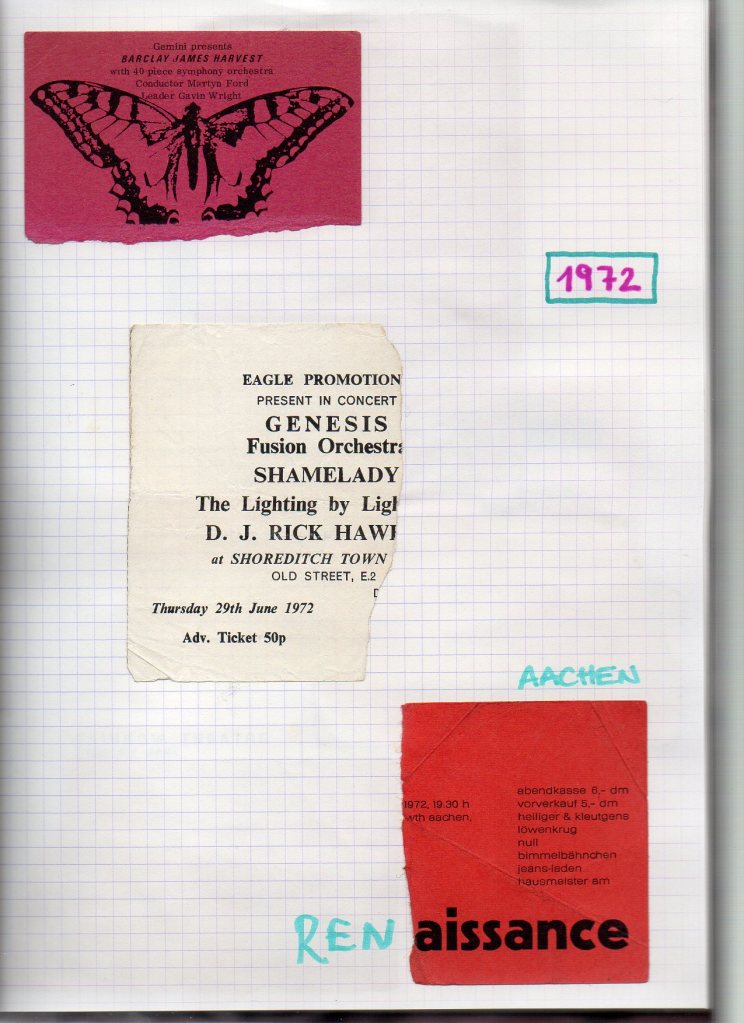 Gemini presents
BARCLAY JAMES HARVEST
with 40 piece symphony orchestra
Conductor Martyn Ford
Leader Gavin Wright
1972
EAGLE PROMOTION
PRESENT IN CONCERT
GENESIS
Fusion Orchestra
SHAMELADY
The Lighting by Ligh
D. J. RICK HAW
at SHOREDITCH TOWN
OLD STREET, E.2
Thursday 29th June 1972
Adv. Ticket 50p
AACHEN
1972, 19.30 h
wth aachen,
abendkasse 6,- dm
vorverkauf 5,- dm
heiliger & kleutgens
löwenkrug
null
bimmelbähnchen
jeans-laden
hausmeister am
REN aissance